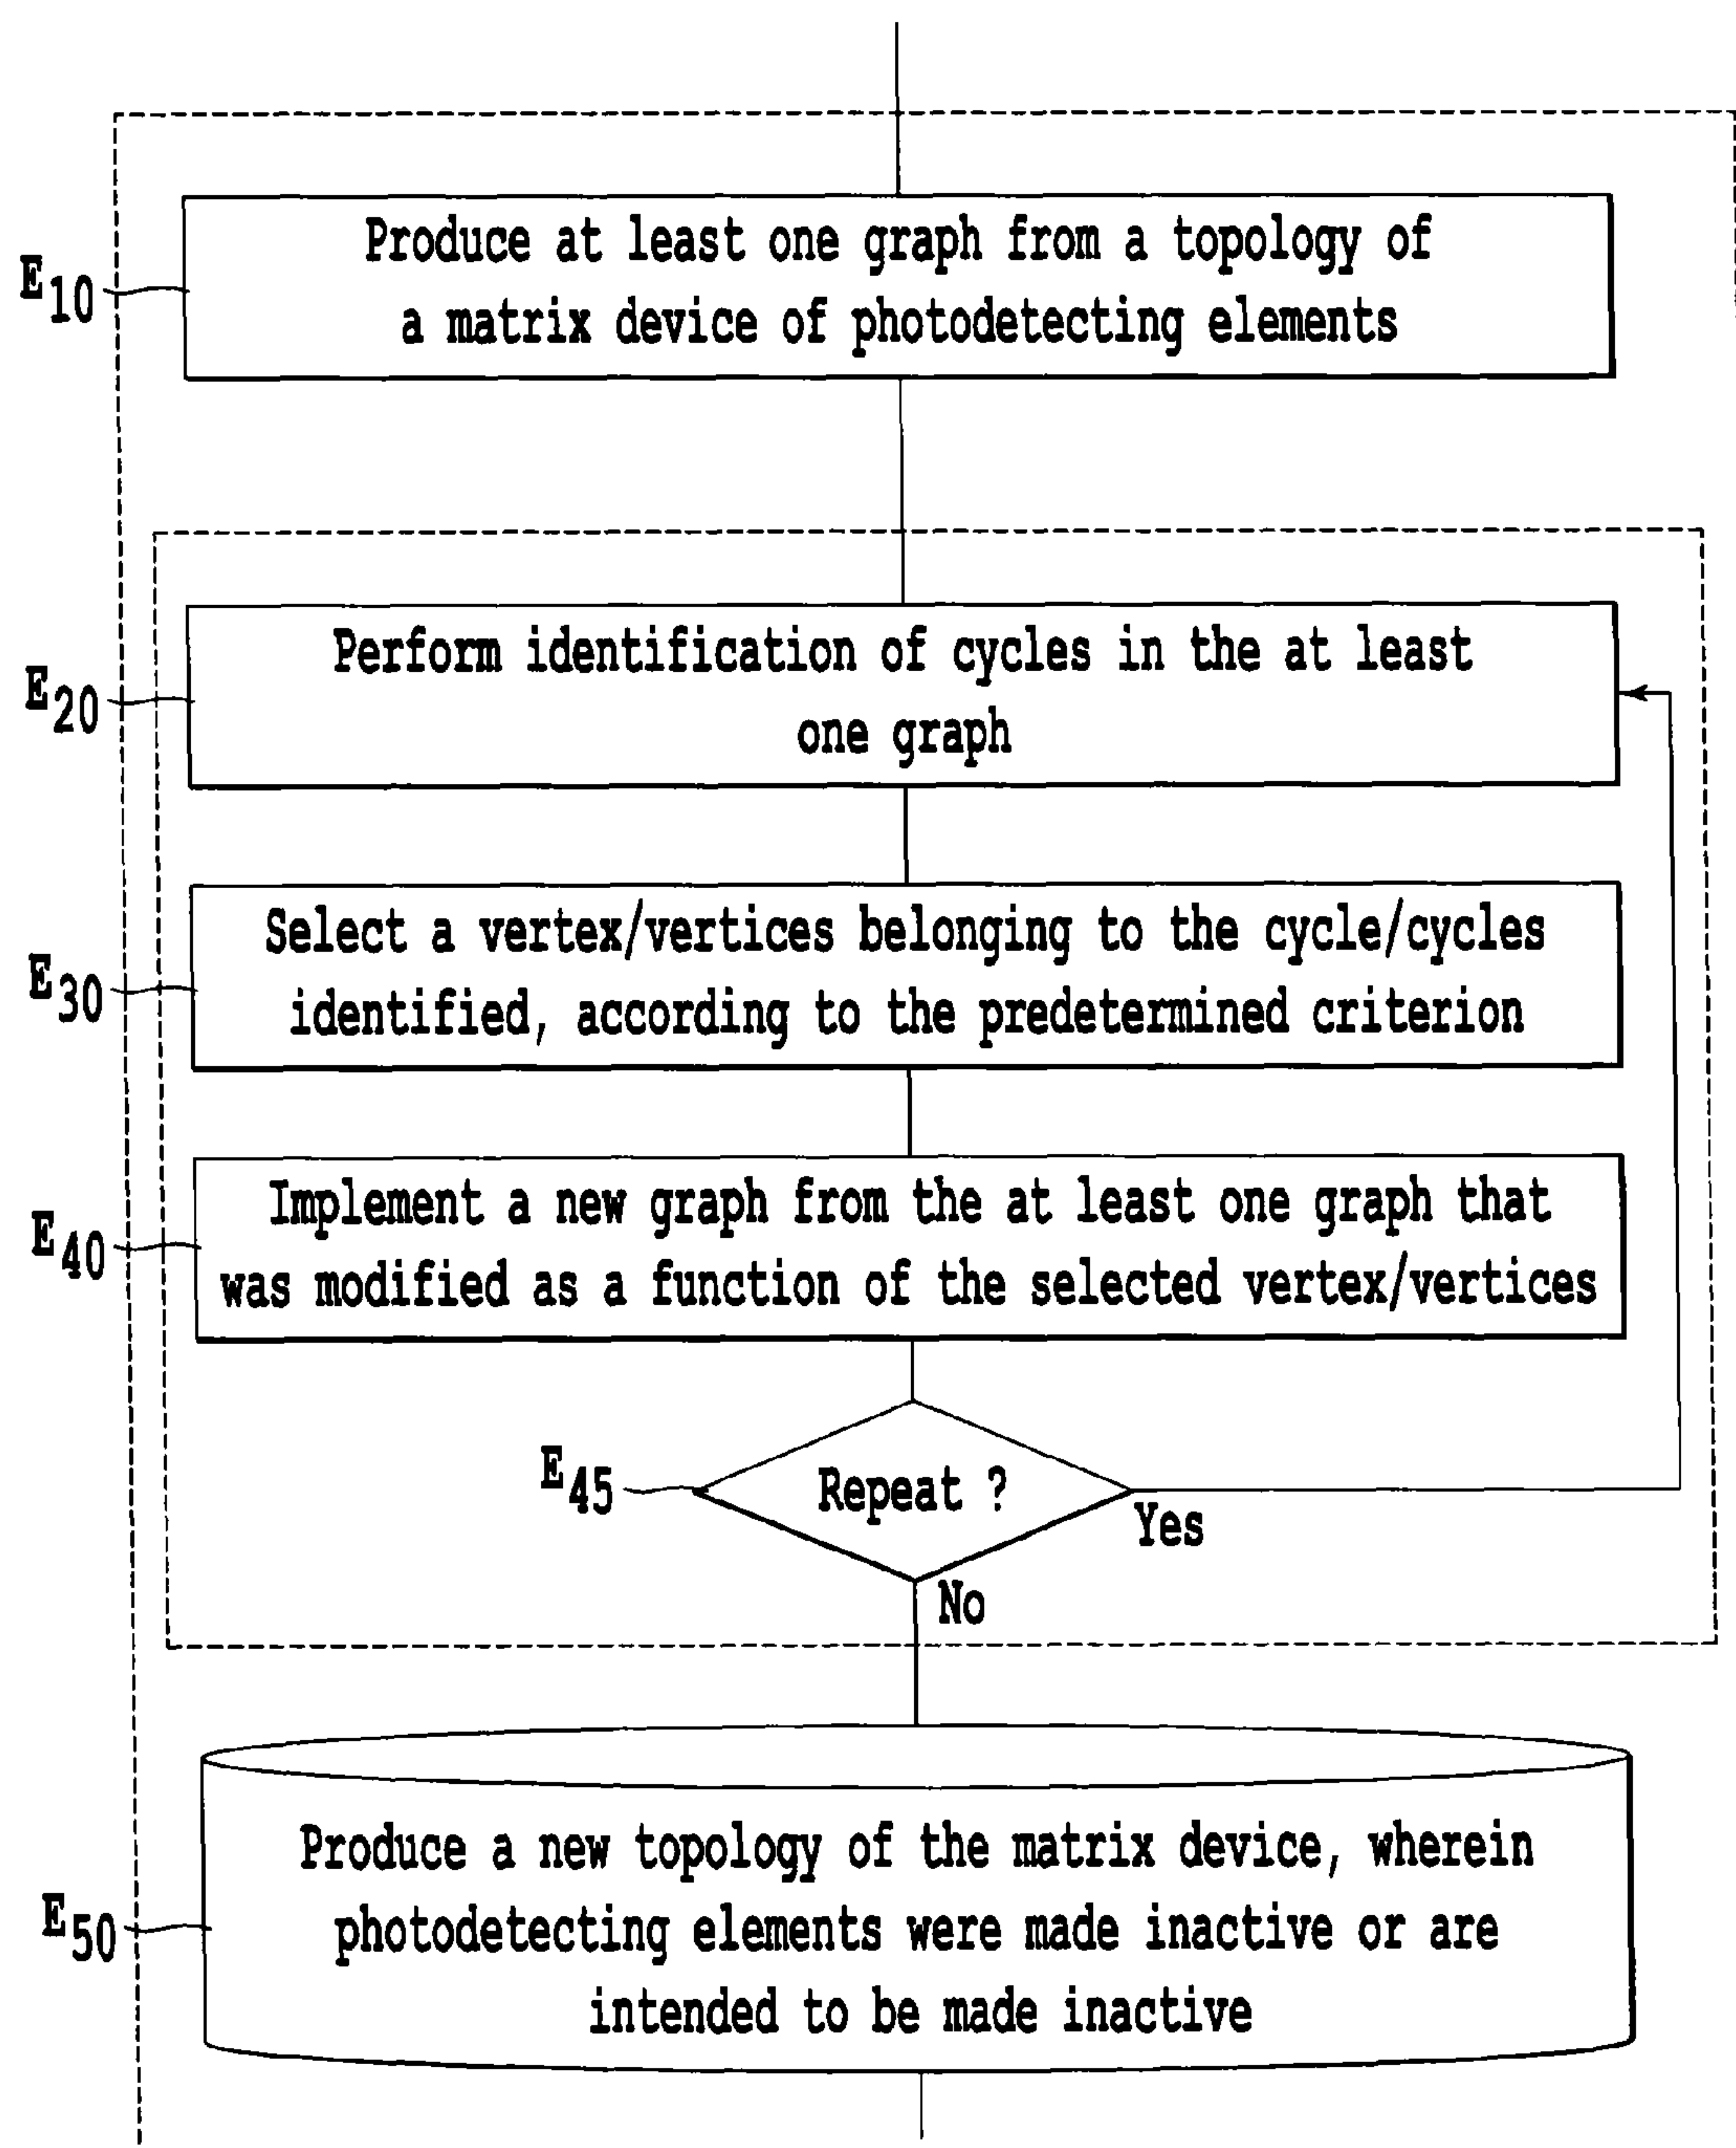 Produce at least one graph from a topology of
a matrix device of photodetecting elements
E10
Perform identification of cycles in the at least
one graph
E20
Select a vertex/vertices belonging to the cycle/cycles
identified, according to the predetermined criterion
E30
Implement a new graph from the at least one graph that
was modified as a function of the selected vertex/vertices
E40
E45
Repeat ?
Yes
No
Produce a new topology of the matrix device, wherein
photodetecting elements were made inactive or are
intended to be made inactive
E50